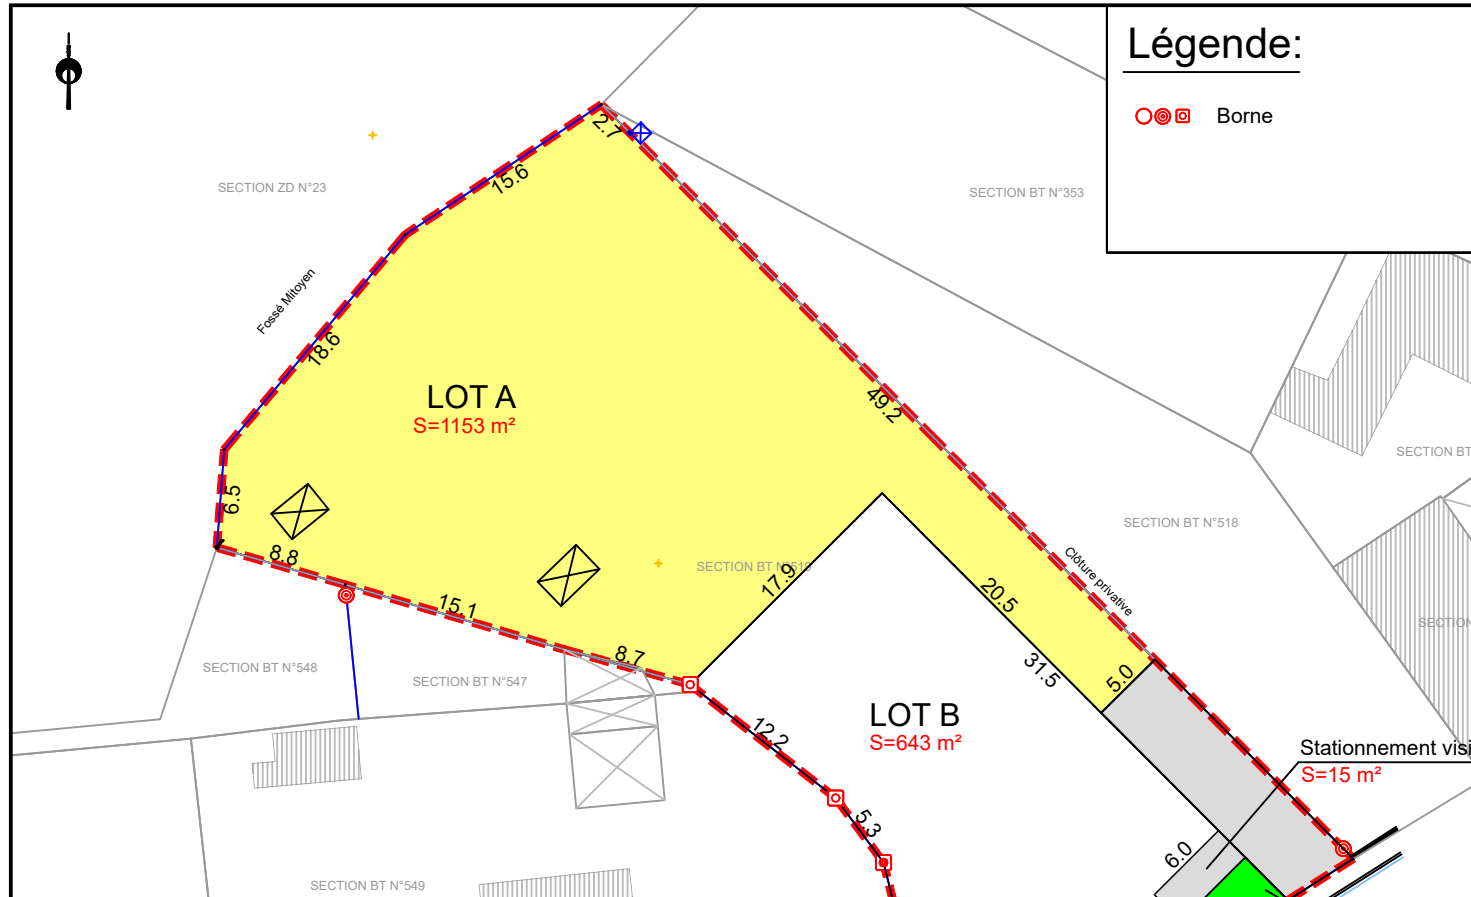 Légende:
Borne
2.7
15.6
SECTION ZD N°23
SECTION BT N°353
Fossé Mitoyen
18.6
LOT A
S=1153 m²
49.2
SECTION BT
6.5
SECTION BT N°518
8.8
SECTION BT N°519
17.9
Clôture privative
20.5
15.1
8.7
31.5
5.0
SECTION
SECTION BT N°548
SECTION BT N°547
LOT B
S=643 m²
12.2
Stationnement visi
S=15 m²
5.3
6.0
SECTION BT N°549